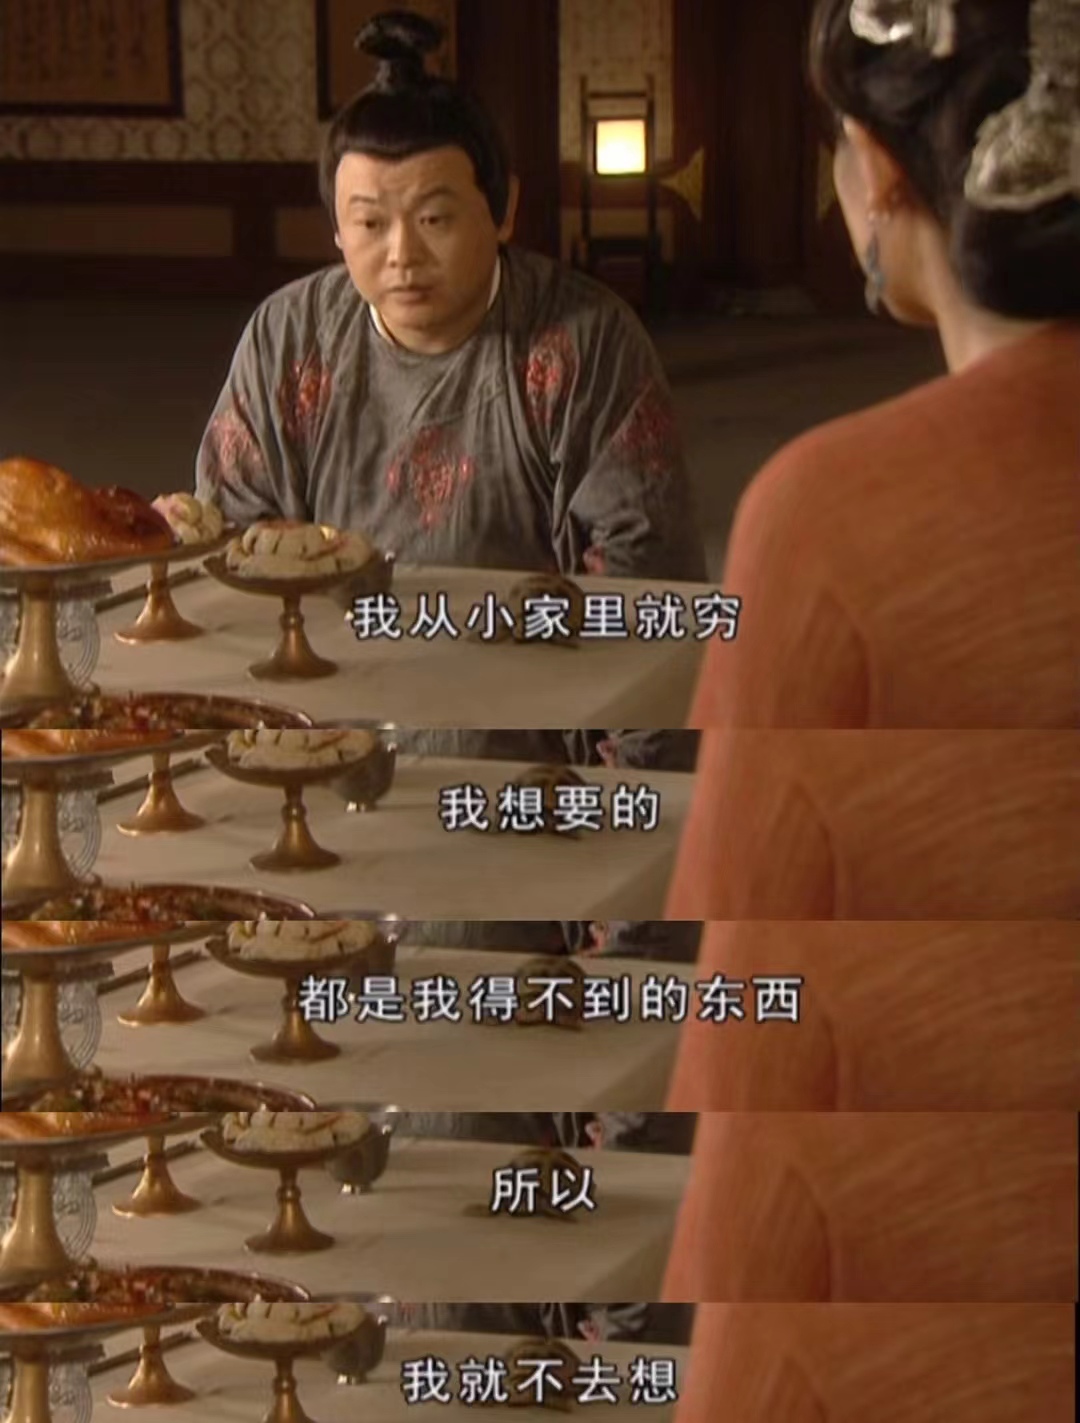 我从小家里就穷
我想要的
都是我得不到的东西
所以
我就不去想